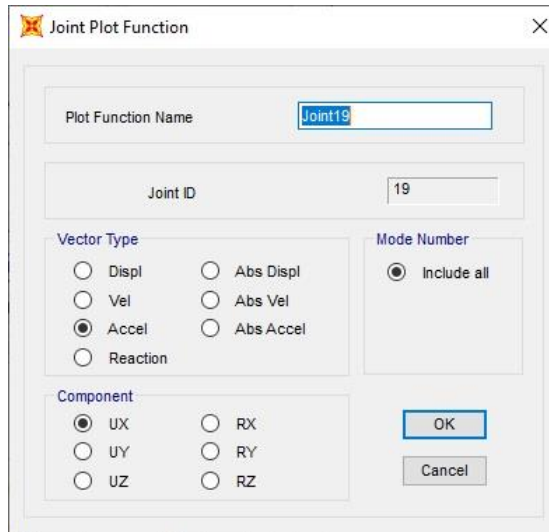 Joint Plot Function
Plot Function Name Joint19
Joint ID 19
Vector Type
Displ Abs Displ
Vel Abs Vel
Accel Abs Accel
Reaction
Mode Number
Include all
Component
UX RX
UY RY
UZ RZ
OK
Cancel